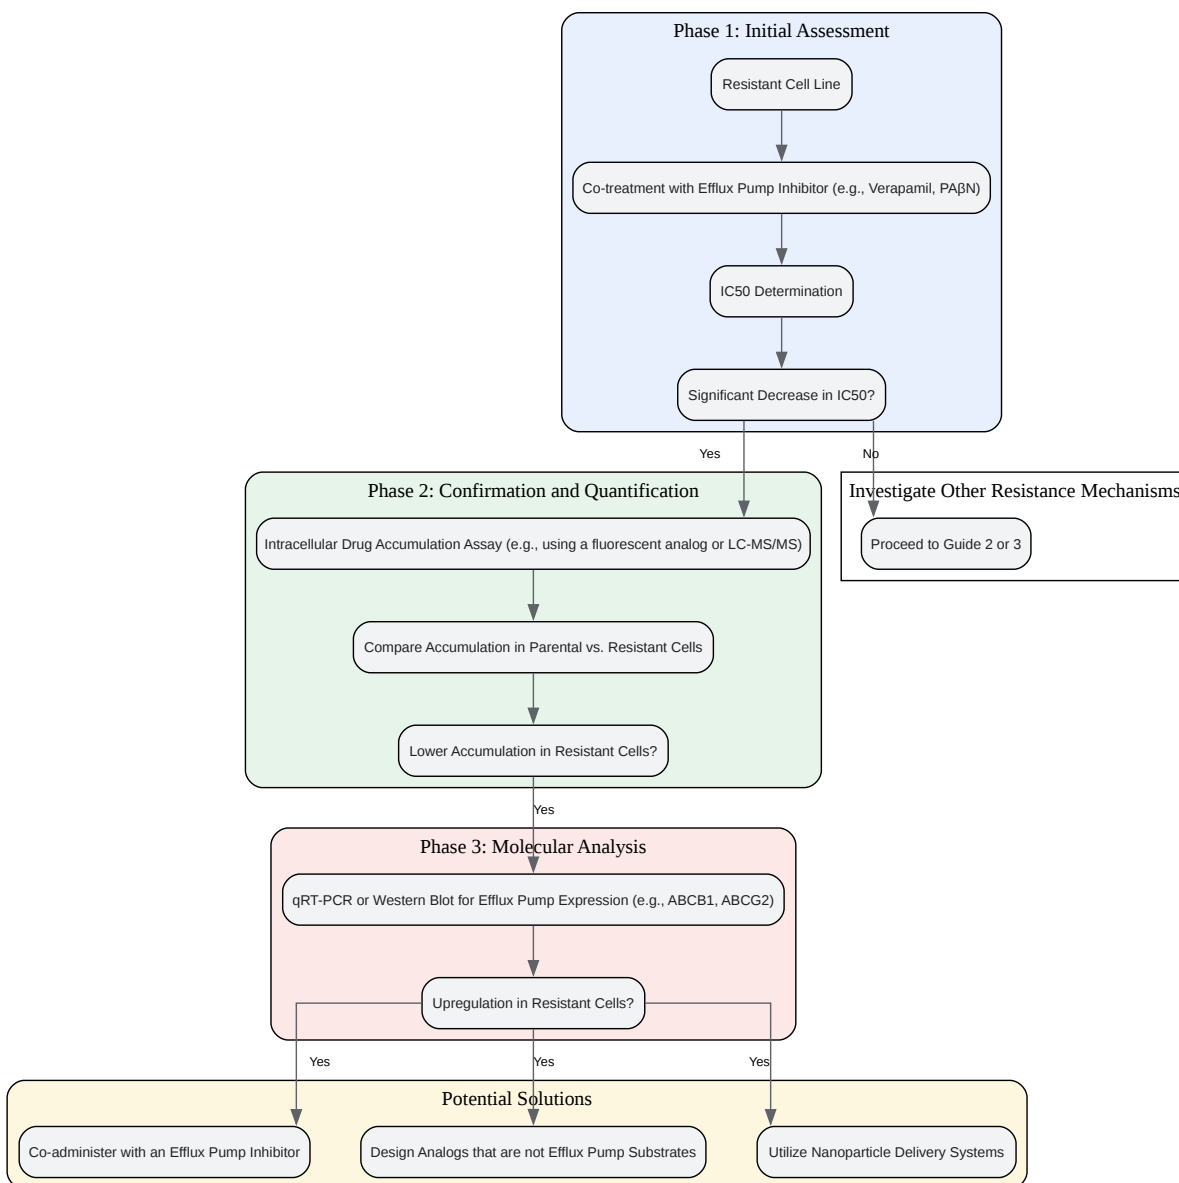 Phase 1: Initial Assessment
Resistant Cell Line
Co-treatment with Efflux Pump Inhibitor (e.g., Verapamil, PAβN)
IC50 Determination
Significant Decrease in IC50?
Yes
No
Phase 2: Confirmation and Quantification
Investigate Other Resistance Mechanisms
Intracellular Drug Accumulation Assay (e.g., using a fluorescent analog or LC-MS/MS)
Proceed to Guide 2 or 3
Compare Accumulation in Parental vs. Resistant Cells
Lower Accumulation in Resistant Cells?
Yes
Phase 3: Molecular Analysis
qRT-PCR or Western Blot for Efflux Pump Expression (e.g., ABCB1, ABCG2)
Upregulation in Resistant Cells?
Yes
Yes
Yes
Potential Solutions
Co-administer with an Efflux Pump Inhibitor
Design Analogs that are not Efflux Pump Substrates
Utilize Nanoparticle Delivery Systems